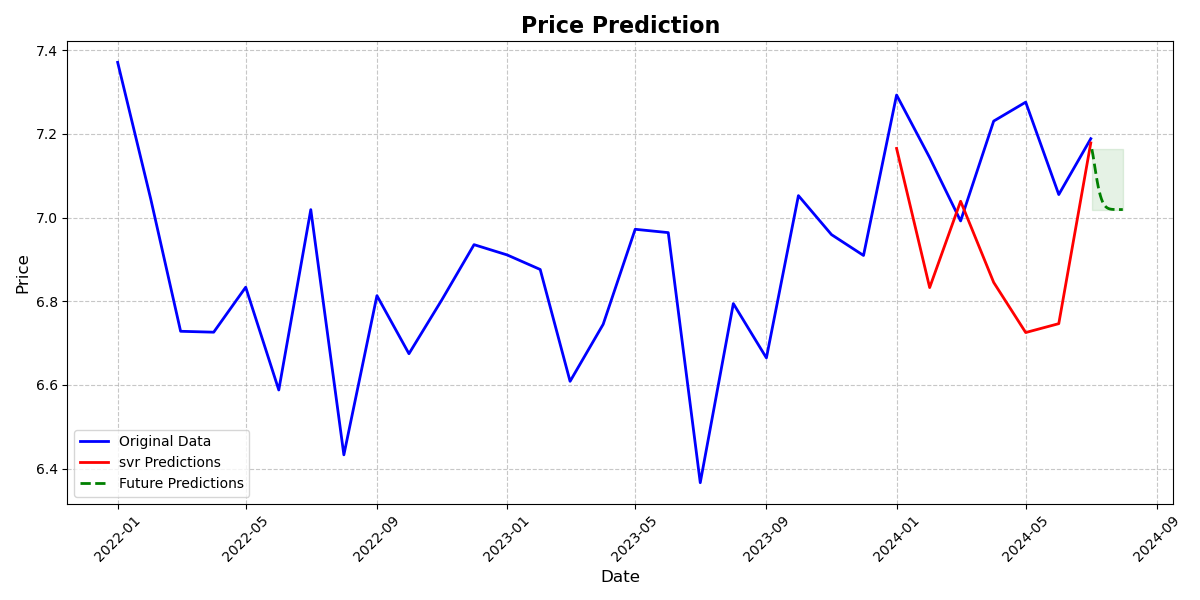 Price Prediction
7.4
7.2
7.0
6.8
6.6
6.4
Price
Original Data
svr Predictions
Future Predictions
2022-01
2022-05
2022-09
2023-01
2023-05
2023-09
2024-01
2024-05
2024-09
Date